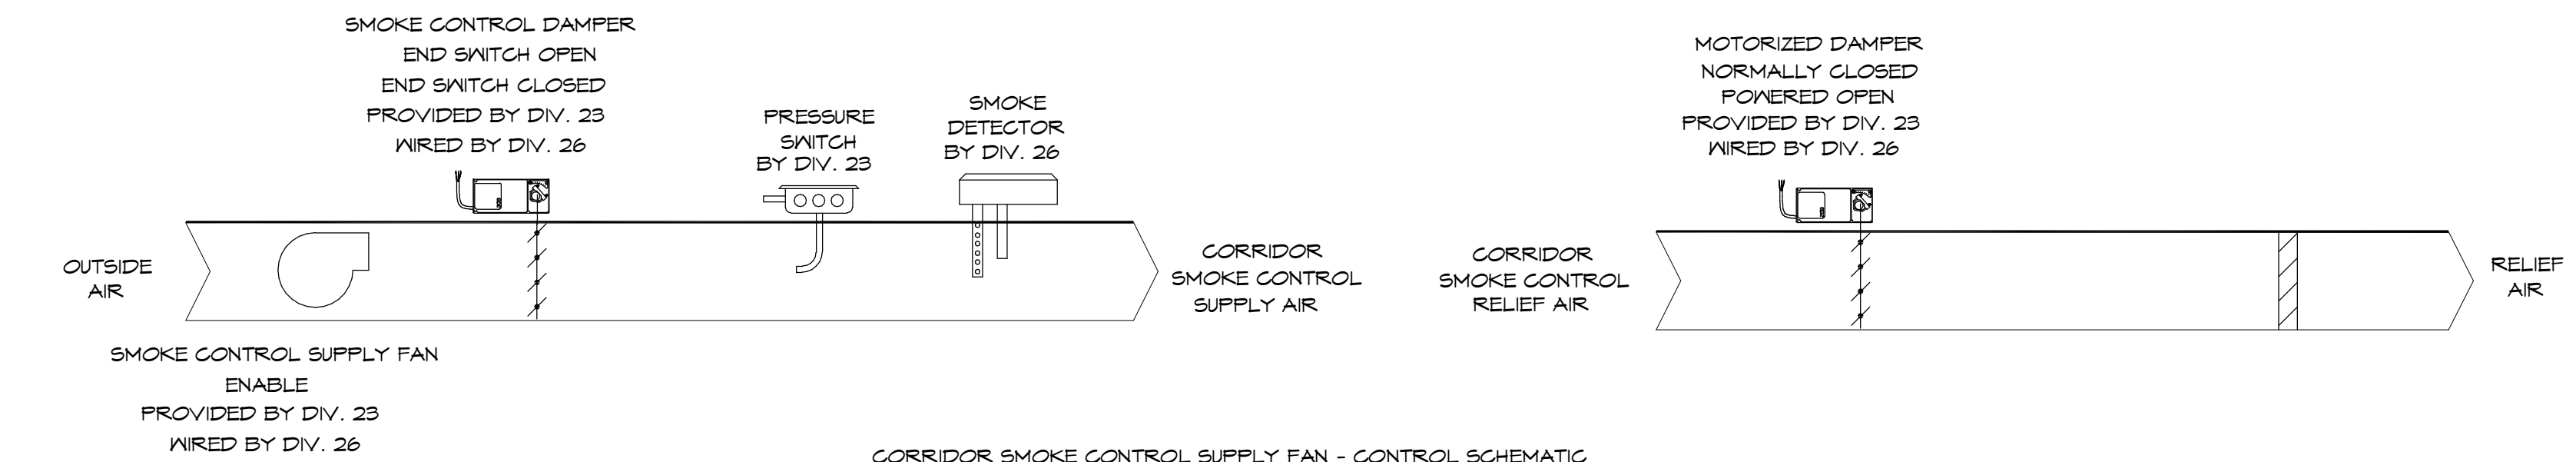 SMOKE CONTROL DAMPER
END SWITCH OPEN
END SWITCH CLOSED
PROVIDED BY DIV. 23
WIRED BY DIV. 26
PRESSURE
SWITCH
BY DIV. 23
SMOKE
DETECTOR
BY DIV. 26
MOTORIZED DAMPER
NORMALLY CLOSED
POWERED OPEN
PROVIDED BY DIV. 23
WIRED BY DIV. 26
OUTSIDE
AIR
CORRIDOR
SMOKE CONTROL
SUPPLY AIR
CORRIDOR
SMOKE CONTROL
RELIEF AIR
RELIEF
AIR
SMOKE CONTROL SUPPLY FAN
ENABLE
PROVIDED BY DIV. 23
WIRED BY DIV. 26
CORRIDOR SMOKE CONTROL SUPPLY FAN - CONTROL SCHEMATIC